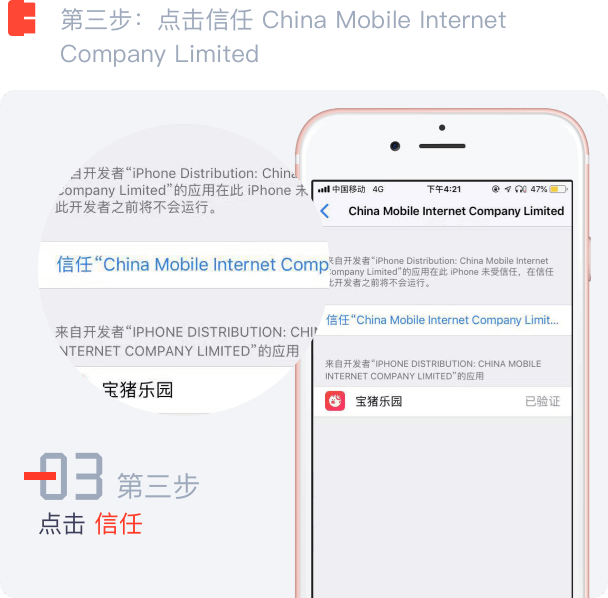 第三步：点击信任 China Mobile Internet
Company Limited
自开发者“iPhone Distribution: China
Company Limited”的应用在此 iPhone 未
此开发者之前将不会运行。
信任“China Mobile Internet Comp
来自开发者“IPHONE DISTRIBUTION: CHIN
INTERNET COMPANY LIMITED”的应用
宝猪乐园
03 第三步
点击 信任
中国移动 4G 下午4:21 47%
China Mobile Internet Company Limited
来自开发者“iPhone Distribution: China Mobile Internet
Company Limited”的应用在此 iPhone 未受信任，在信任
此开发者之前将不会运行。
信任“China Mobile Internet Company Limit...
来自开发者“IPHONE DISTRIBUTION: CHINA MOBILE
INTERNET COMPANY LIMITED”的应用
宝猪乐园 已验证